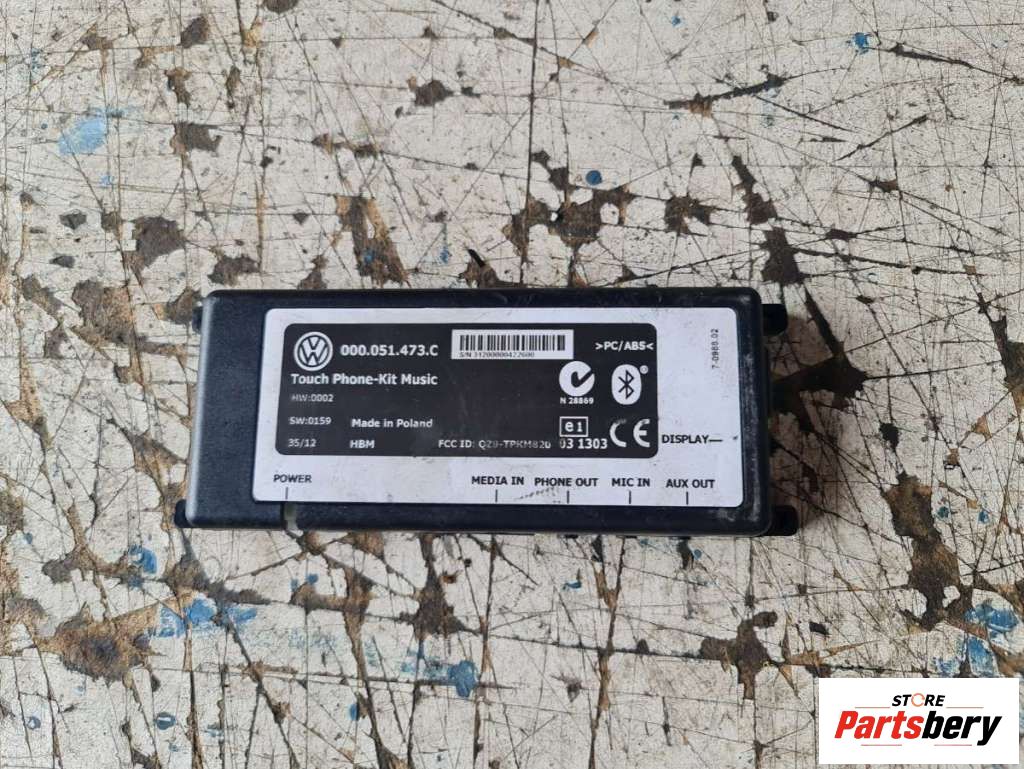 000.051.473.C
S/N 31200000422600
>PC/ABS<
Touch Phone-Kit Music
HW:0002
N 28869
®
SW:0159 Made in Poland
35/12 HBM FCC ID: QZ9-TPKM820
e1
03 1303
CE
DISPLAY
7-0988.02
POWER
MEDIA IN PHONE OUT MIC IN AUX OUT
STORE
Partsbery